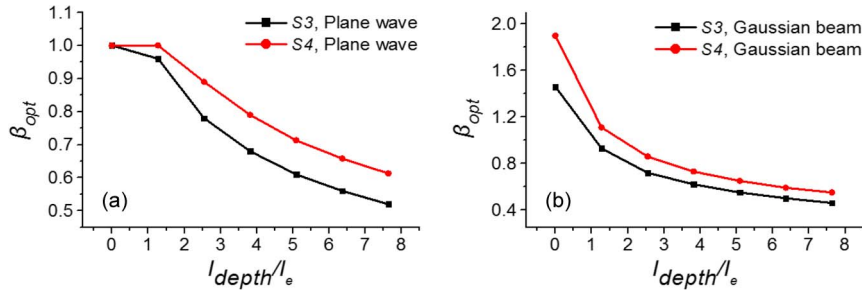 S3, Plane wave
S4, Plane wave
1.0
0.9
0.8
0.7
0.6
0.5
β_opt
(a)
0 1 2 3 4 5 6 7 8
l_depth/l_e
S3, Gaussian beam
S4, Gaussian beam
2.0
1.6
1.2
0.8
0.4
β_opt
(b)
0 1 2 3 4 5 6 7 8
l_depth/l_e